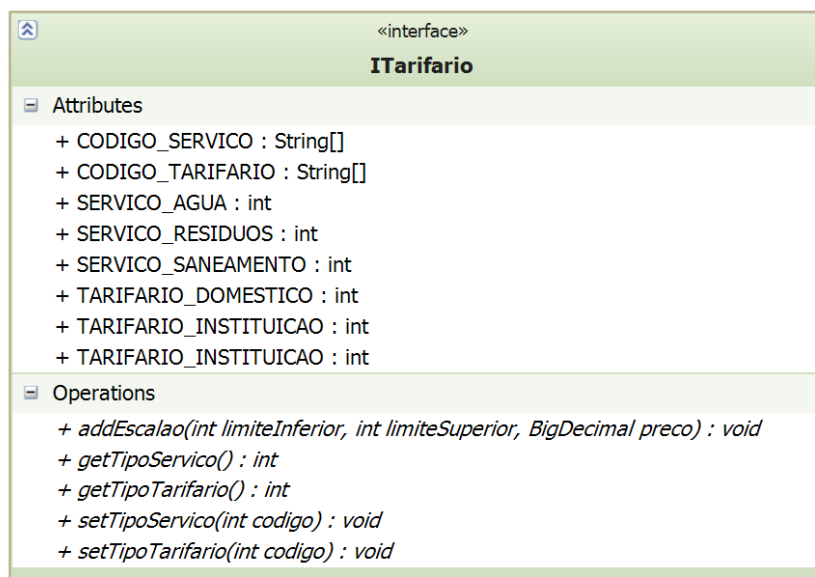 «interface»
ITarifario
Attributes
+ CODIGO_SERVICO : String[]
+ CODIGO_TARIFARIO : String[]
+ SERVICO_AGUA : int
+ SERVICO_RESIDUOS : int
+ SERVICO_SANEAMENTO : int
+ TARIFARIO_DOMESTICO : int
+ TARIFARIO_INSTITUICAO : int
+ TARIFARIO_INSTITUICAO : int
Operations
+ addEscalao(int limiteInferior, int limiteSuperior, BigDecimal preco) : void
+ getTipoServico() : int
+ getTipoTarifario() : int
+ setTipoServico(int codigo) : void
+ setTipoTarifario(int codigo) : void